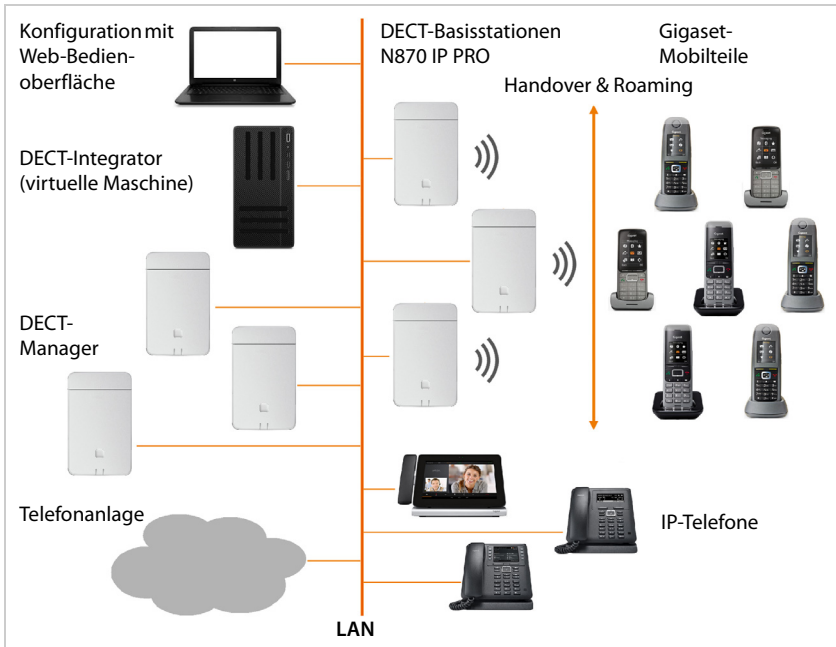 Konfiguration mit
Web-Bedien-
oberfläche
DECT-Basisstationen
N870 IP PRO
Gigaset-
Mobilteile
Handover & Roaming
DECT-Integrator
(virtuelle Maschine)
DECT-
Manager
Telefonanlage
IP-Telefone
LAN